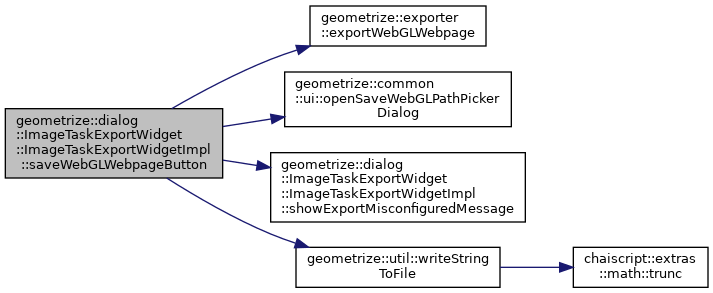 geometrize::exporter
::exportWebGLWebpage
geometrize::common
::ui::openSaveWebGLPathPicker
Dialog
geometrize::dialog
::ImageTaskExportWidget
::ImageTaskExportWidgetImpl
::saveWebGLWebpageButton
geometrize::dialog
::ImageTaskExportWidget
::ImageTaskExportWidgetImpl
::showExportMisconfiguredMessage
geometrize::util::writeString
ToFile
chaiscript::extras
::math::trunc